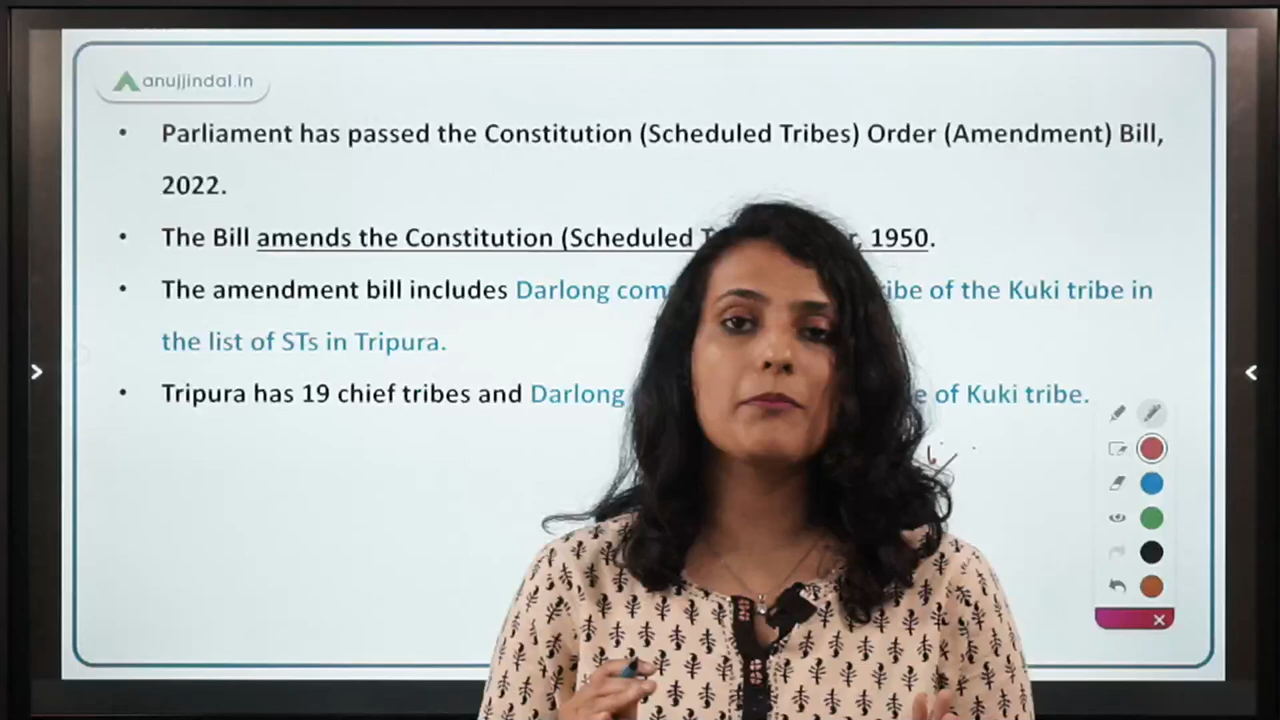 anujjindal.in
• Parliament has passed the Constitution (Scheduled Tribes) Order (Amendment) Bill,
2022.
• The Bill amends the Constitution (Scheduled 1950.
• The amendment bill includes Darlong of the Kuki tribe in
the list of STs in Tripura.
• Tripura has 19 chief tribes and Darlong of Kuki tribe.